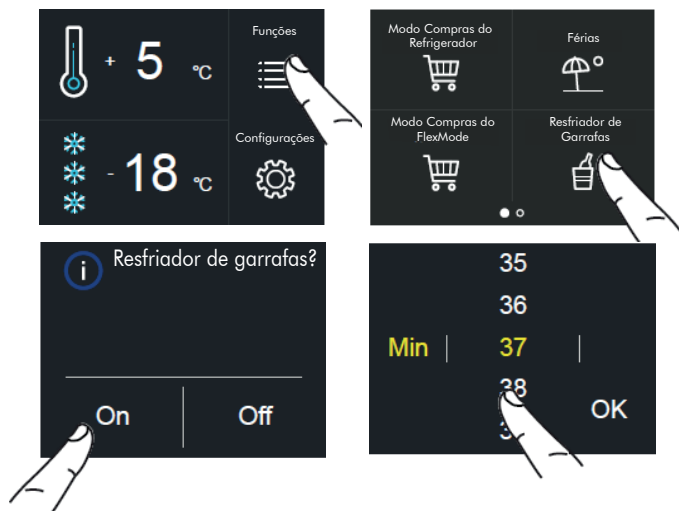 Funções
+ 5 °C
Configurações
- 18 °C
Modo Compras do
Refrigerador
Férias
Modo Compras do
FlexMode
Resfriador de
Garrafas
i Resfriador de garrafas?
On Off
35
36
Min | 37 |
38
OK